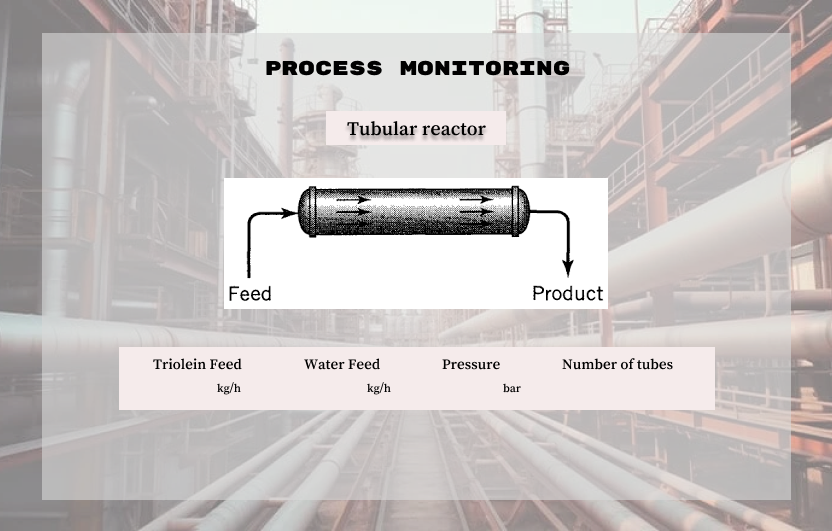 PROCESS MONITORING
Tubular reactor
Feed
Product
Triolein Feed Water Feed Pressure Number of tubes
kg/h kg/h bar